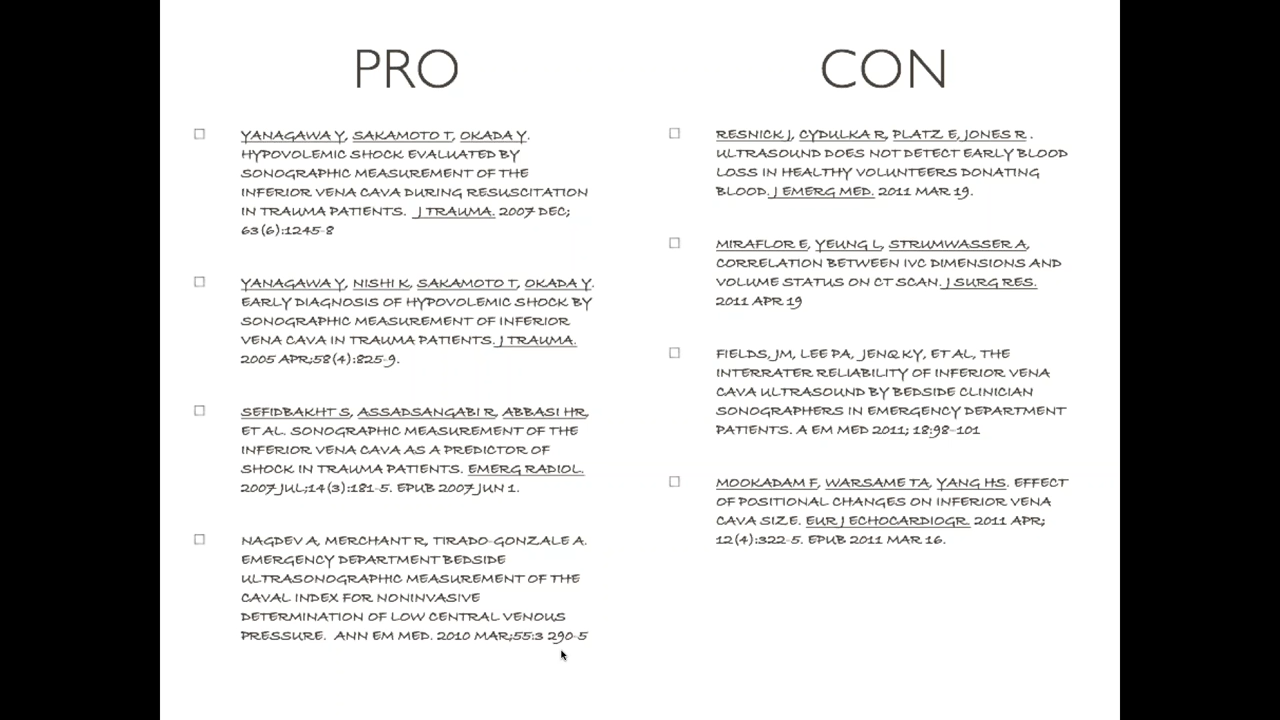 PRO
YANAGAWA Y, SAKAMOTO T, OKADA Y.
HYPOVOLEMIC SHOCK EVALUATED BY
SONOGRAPHIC MEASUREMENT OF THE
INFERIOR VENA CAVA DURING RESUSCITATION
IN TRAUMA PATIENTS. J TRAUMA. 2007 DEC;
63(6):1245-8
YANAGAWA Y, NISHI K, SAKAMOTO T, OKADA Y.
EARLY DIAGNOSIS OF HYPOVOLEMIC SHOCK BY
SONOGRAPHIC MEASUREMENT OF INFERIOR
VENA CAVA IN TRAUMA PATIENTS. J TRAUMA.
2005 APR;58(4):825-9.
SEFIDBAKHT S, ASSADSANGABI R, ABBASI HR,
ET AL. SONOGRAPHIC MEASUREMENT OF THE
INFERIOR VENA CAVA AS A PREDICTOR OF
SHOCK IN TRAUMA PATIENTS. EMERG RADIOL.
2007 JUL;14(3):181-5. EPUB 2007 JUN 1.
NAGDEV A, MERCHANT R, TIRADO-GONZALE A.
EMERGENCY DEPARTMENT BEDSIDE
ULTRASONOGRAPHIC MEASUREMENT OF THE
CAVAL INDEX FOR NONINVASIVE
DETERMINATION OF LOW CENTRAL VENOUS
PRESSURE. ANN EM MED. 2010 MAR;55:3 290-5
CON
RESNICK J, CYDULKA R, PLATZ E, JONES R .
ULTRASOUND DOES NOT DETECT EARLY BLOOD
LOSS IN HEALTHY VOLUNTEERS DONATING
BLOOD. J EMERG MED. 2011 MAR 19.
MIRAFLOR E, YEUNG L, STRUMWASSER A,
CORRELATION BETWEEN IVC DIMENSIONS AND
VOLUME STATUS ON CT SCAN. J SURG RES.
2011 APR 19
FIELDS, JM, LEE PA, JENQ KY, ET AL, THE
INTERRATER RELIABILITY OF INFERIOR VENA
CAVA ULTRASOUND BY BEDSIDE CLINICIAN
SONOGRAPHERS IN EMERGENCY DEPARTMENT
PATIENTS. A EM MED 2011; 18:98-101
MOOKADAM F, WARSAME TA, YANG HS. EFFECT
OF POSITIONAL CHANGES ON INFERIOR VENA
CAVA SIZE. EUR J ECHOCARDIOGR. 2011 APR;
12(4):322-5. EPUB 2011 MAR 16.